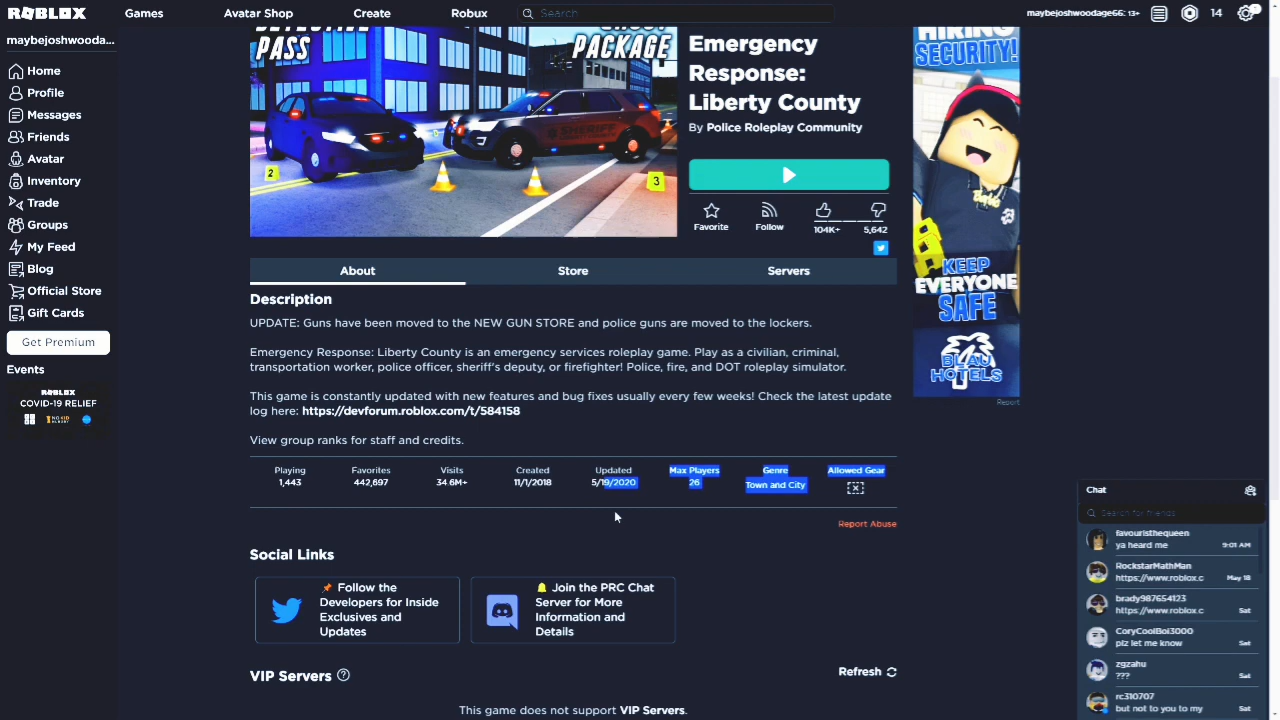 ROBLOX
Games
Avatar Shop
Create
Robux
Search
maybejoshwoodage66: 13+
14
maybejoshwooda...
Home
Profile
Messages
Friends
Avatar
Inventory
Trade
Groups
My Feed
Blog
Official Store
Gift Cards
Get Premium
Events
ROBLOX
COVID-19 RELIEF
PASS
PACKAGE
SHERIFF
2
3
Emergency
Response:
Liberty County
By Police Roleplay Community
Favorite
Follow
104K+
5,642
About
Store
Servers
Description
UPDATE: Guns have been moved to the NEW GUN STORE and police guns are moved to the lockers.
Emergency Response: Liberty County is an emergency services roleplay game. Play as a civilian, criminal,
transportation worker, police officer, sheriff's deputy, or firefighter! Police, fire, and DOT roleplay simulator.
This game is constantly updated with new features and bug fixes usually every few weeks! Check the latest update
log here: https://devforum.roblox.com/t/584158
View group ranks for staff and credits.
Playing
Favorites
Visits
Created
Updated
Max Players
Genre
Allowed Gear
1,443
442,697
34.6M+
11/1/2018
5/19/2020
26
Town and City
Report Abuse
Social Links
Follow the
Developers for Inside
Exclusives and
Updates
Join the PRC Chat
Server for More
Information and
Details
VIP Servers
Refresh
This game does not support VIP Servers.
HIRING
SECURITY!
KEEP
EVERYONE
SAFE
BLAU
HOTELS
Report
Chat
Search for friends
favouristhequeen
ya heard me
9:01 AM
RockstarMathMan
https://www.roblox.c
May 18
brady987654123
https://www.roblox.c
Sat
CoryCoolBoi3000
plz let me know
Sat
zgzahu
???
Sat
rc310707
but not to you to my
Sat